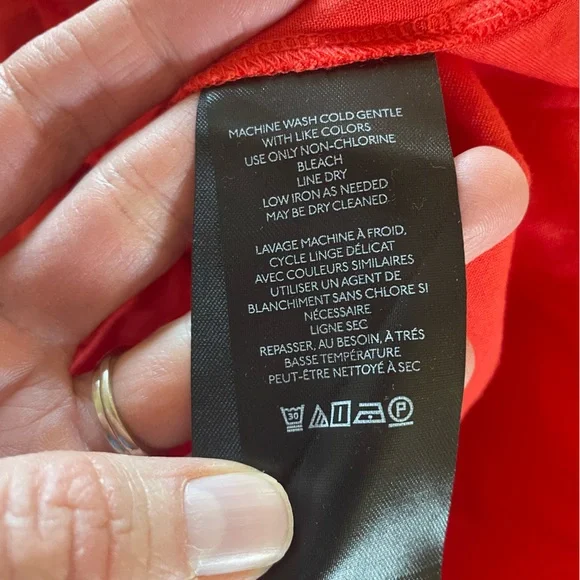 MACHINE WASH COLD GENTLE
WITH LIKE COLORS
USE ONLY NON-CHLORINE
BLEACH
LINE DRY
LOW IRON AS NEEDED
MAY BE DRY CLEANED
LAVAGE MACHINE À FROID,
CYCLE LINGE DÉLICAT
AVEC COULEURS SIMILAIRES
UTILISER UN AGENT DE
BLANCHIMENT SANS CHLORE SI
NÉCESSAIRE
LIGNE SEC
REPASSER, AU BESOIN, À TRÉS
BASSE TEMPÉRATURE
PEUT-ÊTRE NETTOYÉ À SEC
30 P